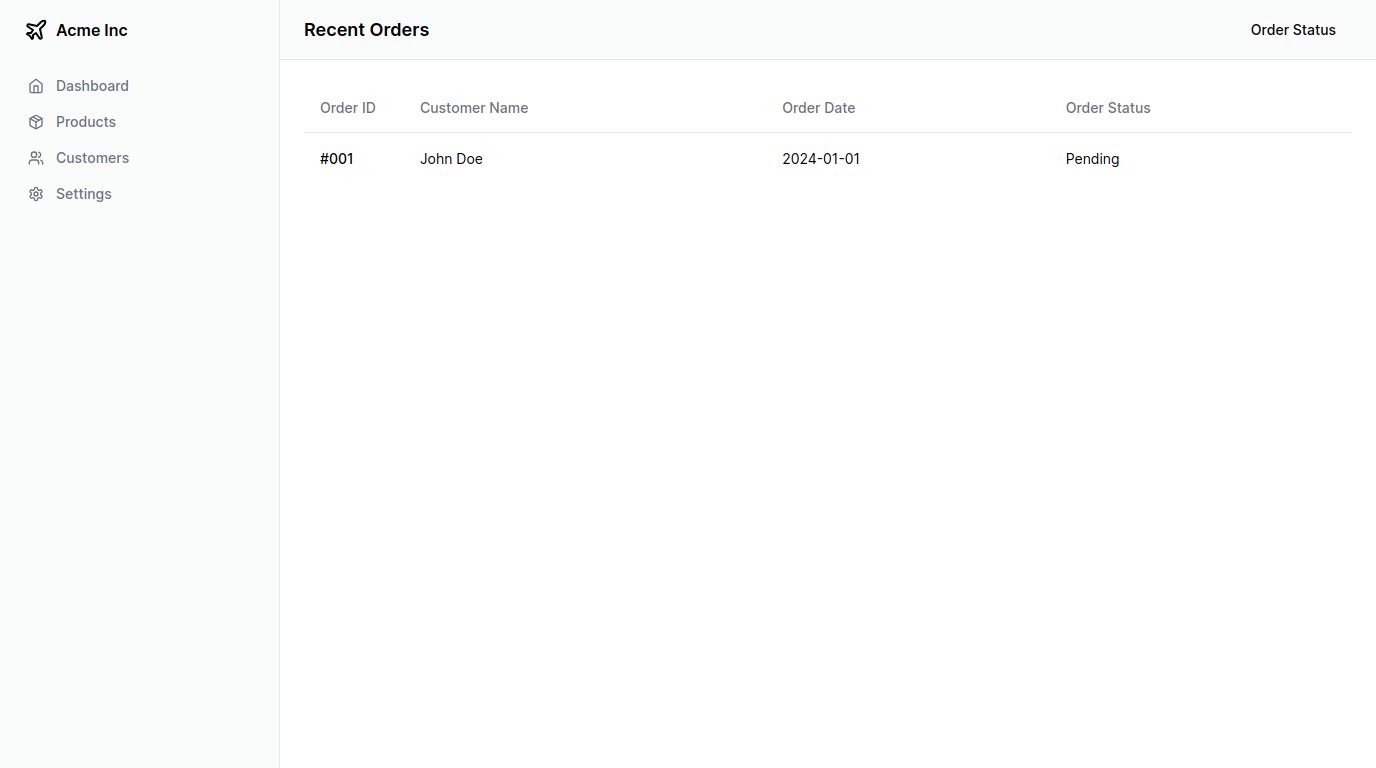 Acme Inc
Dashboard
Products
Customers
Settings
Recent Orders Order Status
Order ID Customer Name Order Date Order Status
#001 John Doe 2024-01-01 Pending